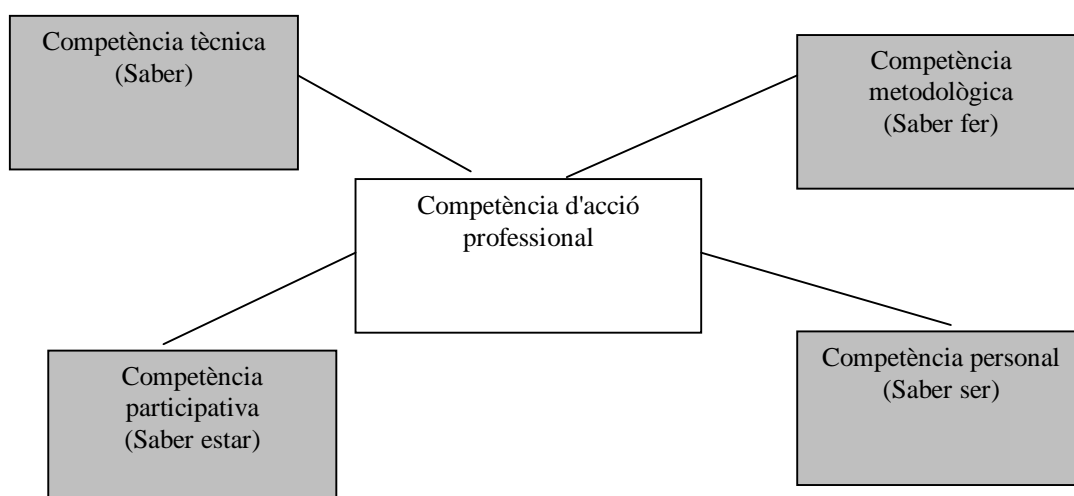 Competència tècnica
(Saber)
Competència
metodològica
(Saber fer)
Competència d'acció
professional
Competència
participativa
(Saber estar)
Competència personal
(Saber ser)